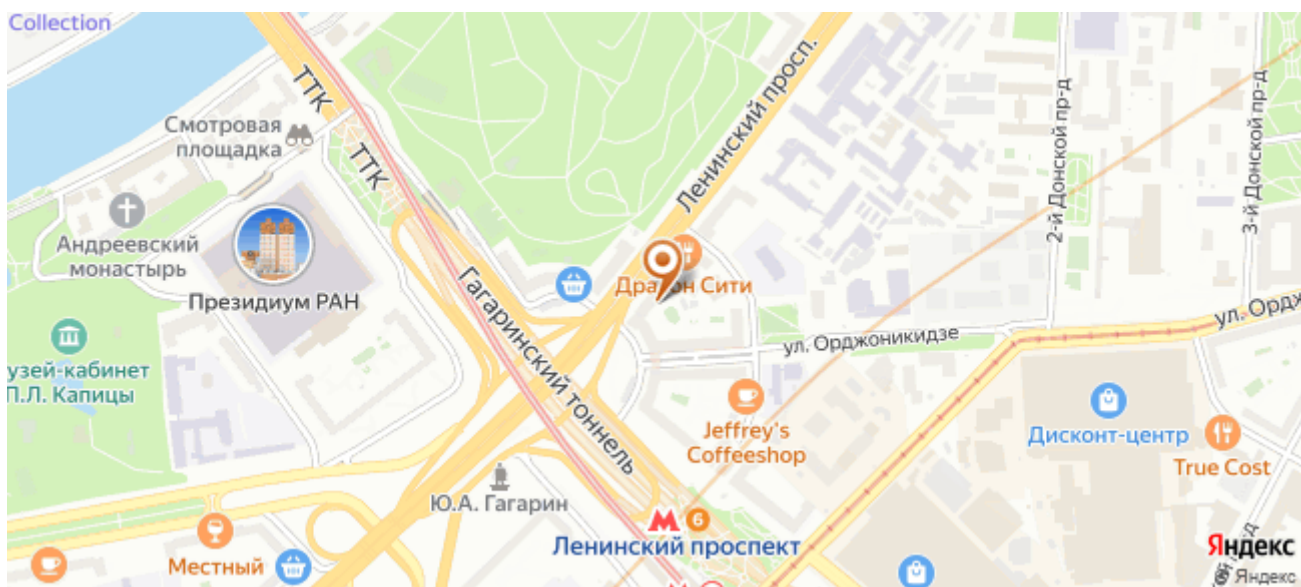 Collection
ТТК
Ленинский просп.
Смотровая
площадка
ТТК
2-й Донской пр-д
3-й Донской пр-д
Андреевский
монастырь
Президиум РАН
Дракон Сити
Гагаринский тоннель
ул. Орджоникидзе
ул. Орд
узей-кабинет
П.Л. Капицы
Jeffrey's
Coffeeshop
Дисконт-центр
True Cost
Ю.А. Гагарин
6
Ленинский проспект
Местный
Яндекс
© Яндекс